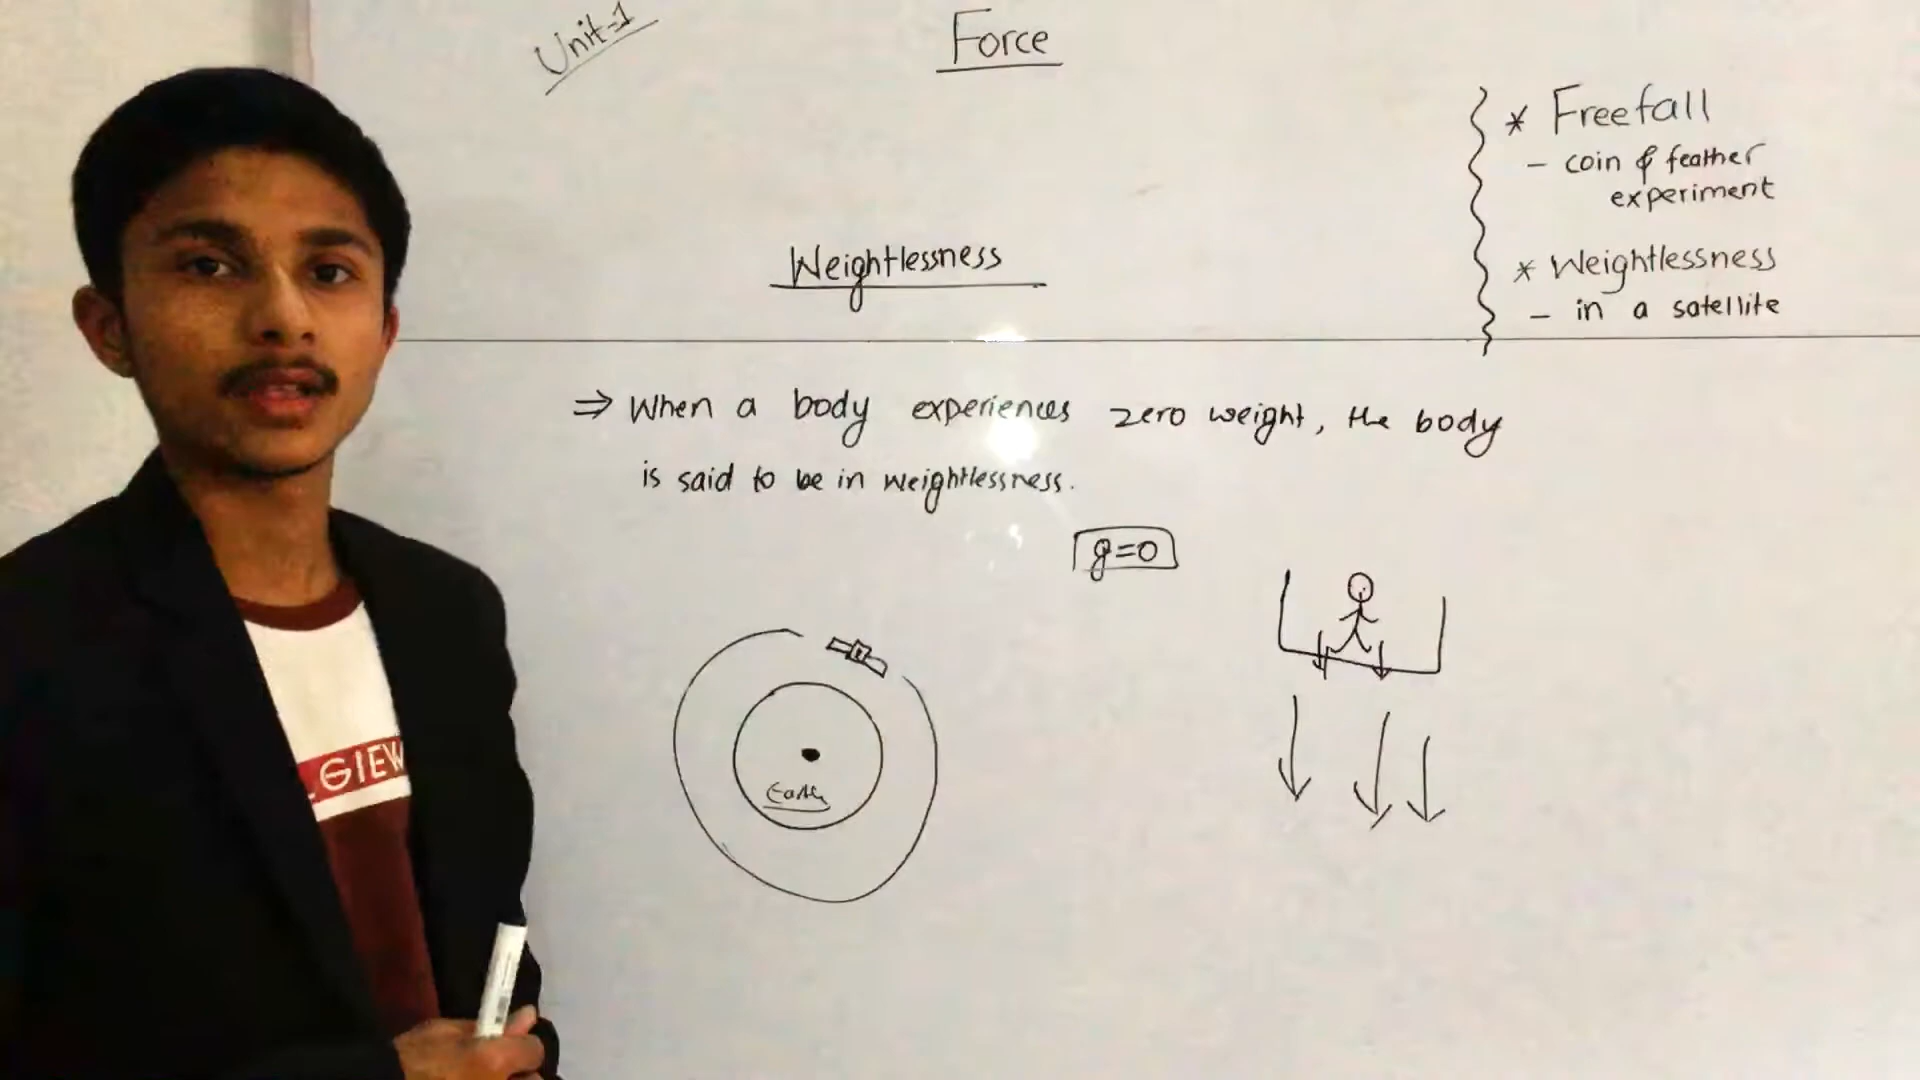 Unit-1
Force
* Freefall
- coin & feather
experiment
* Weightlessness
- in a satellite
Weightlessness
⇒ When a body experiences zero weight, the body
is said to be in weightlessness.
g=0
Earth
GIEW